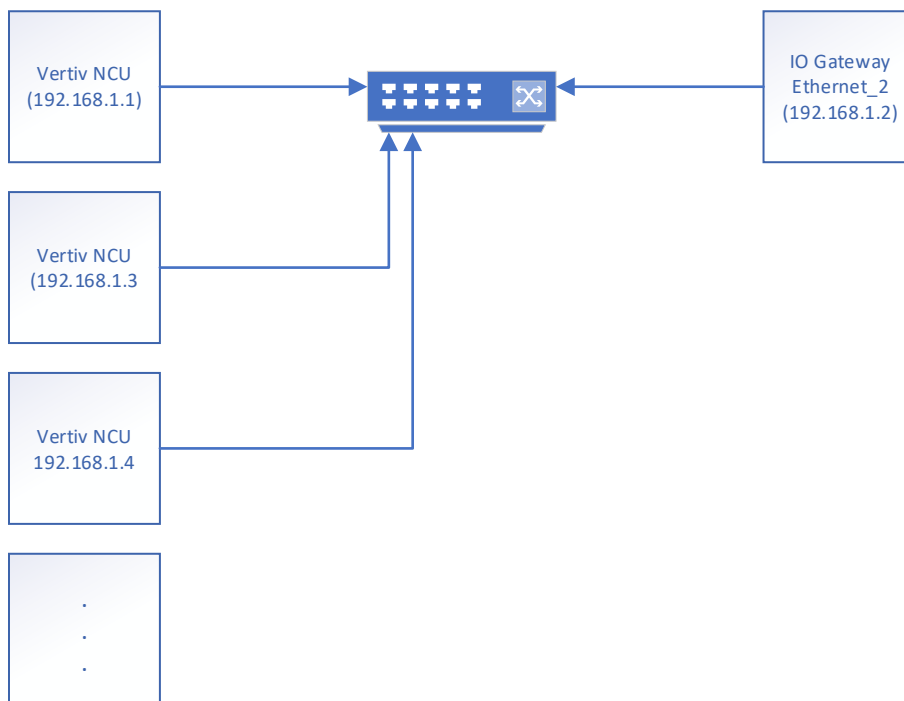 Vertiv NCU
(192.168.1.1)
IO Gateway
Ethernet_2
(192.168.1.2)
Vertiv NCU
(192.168.1.3
Vertiv NCU
192.168.1.4
.
.
.